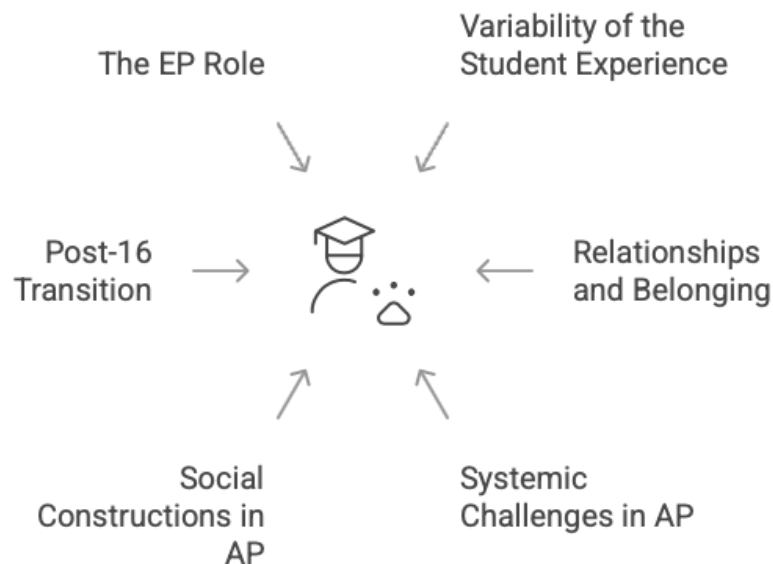 The EP Role
Variability of the
Student Experience
Post-16
Transition
Relationships
and Belonging
Social
Constructions in
AP
Systemic
Challenges in AP